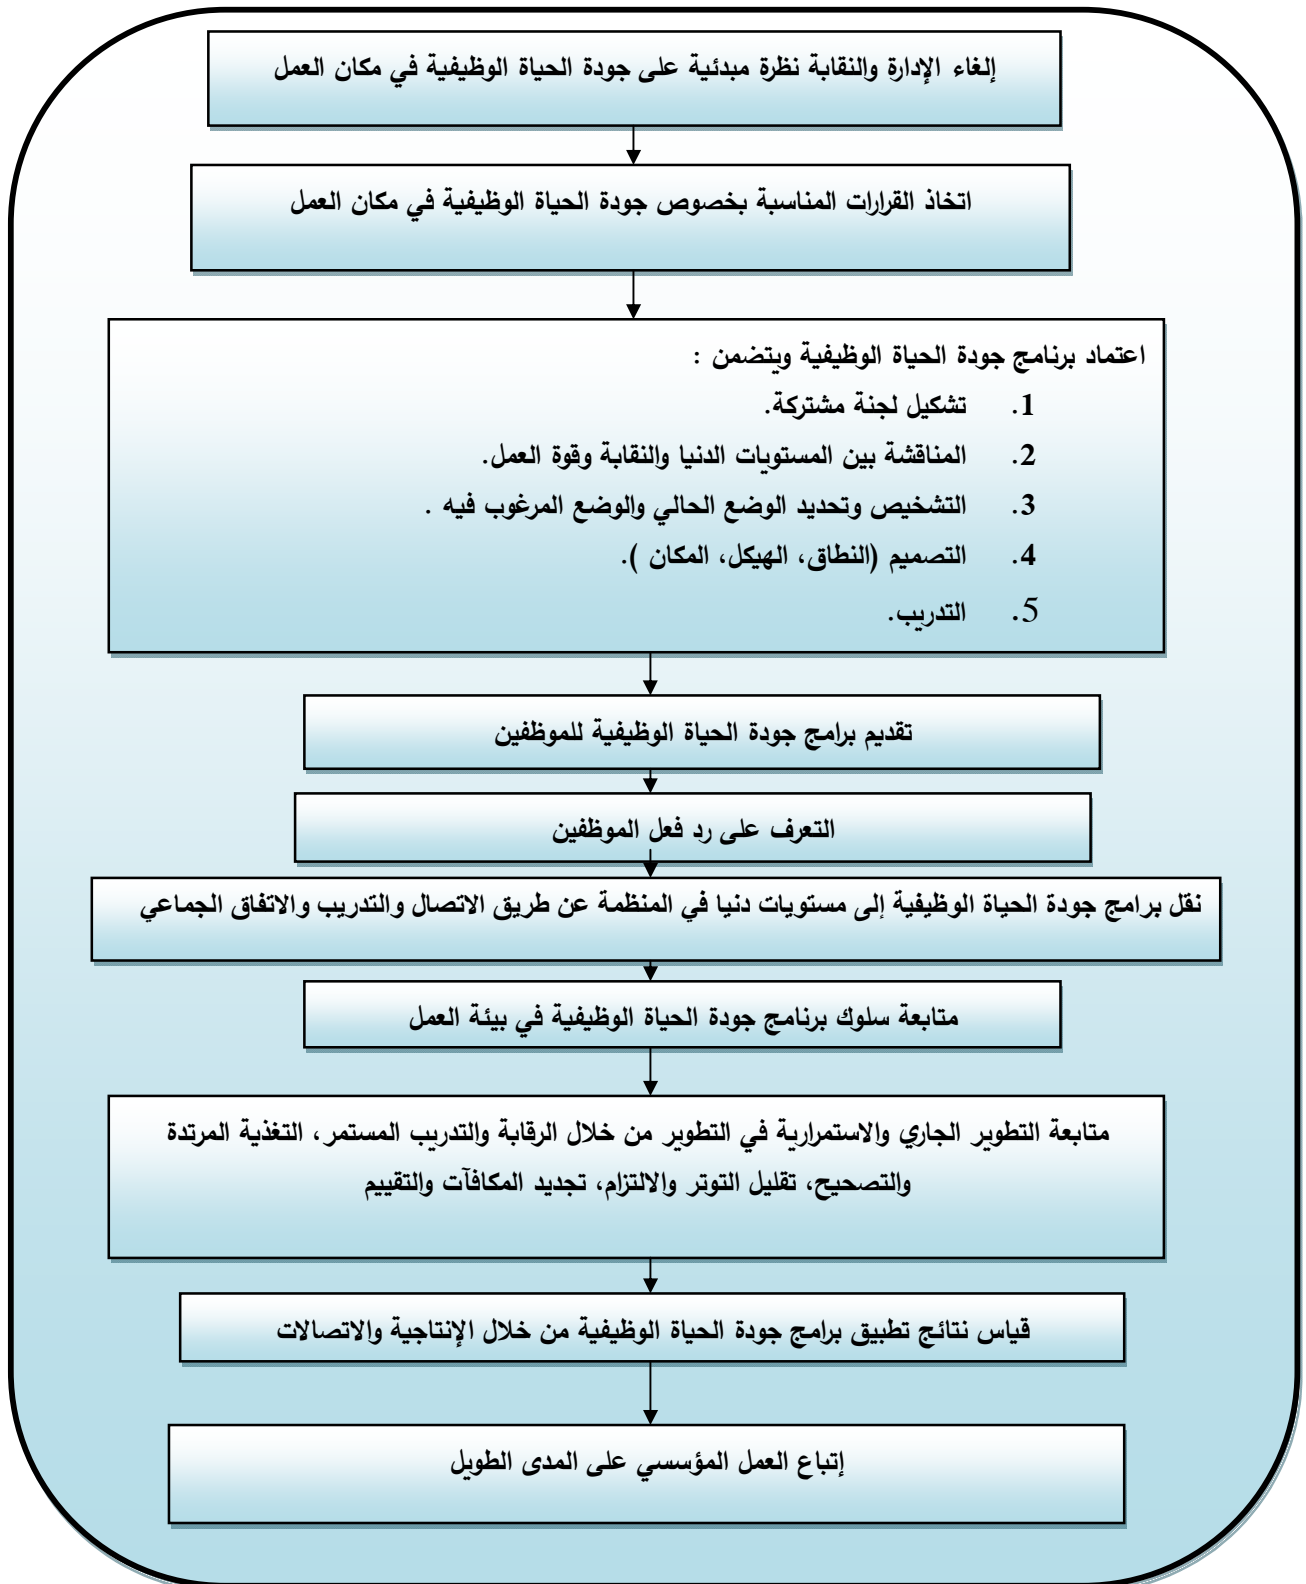 إلغاء الإدارة والنقابة نظرة مبدئية على جودة الحياة الوظيفية في مكان العمل
اتخاذ القرارات المناسبة بخصوص جودة الحياة الوظيفية في مكان العمل
اعتماد برنامج جودة الحياة الوظيفية ويتضمن :
1. تشكيل لجنة مشتركة.
2. المناقشة بين المستويات الدنيا والنقابة وقوة العمل.
3. التشخيص وتحديد الوضع الحالي والوضع المرغوب فيه .
4. التصميم (النطاق، الهيكل، المكان ).
5. التدريب.
تقديم برامج جودة الحياة الوظيفية للموظفين
التعرف على رد فعل الموظفين
نقل برامج جودة الحياة الوظيفية إلى مستويات دنيا في المنظمة عن طريق الاتصال والتدريب والاتفاق الجماعي
متابعة سلوك برنامج جودة الحياة الوظيفية في بيئة العمل
متابعة التطوير الجاري والاستمرارية في التطوير من خلال الرقابة والتدريب المستمر، التغذية المرتدة
والتصحيح، تقليل التوتر والالتزام، تجديد المكافآت والتقييم
قياس نتائج تطبيق برامج جودة الحياة الوظيفية من خلال الإنتاجية والاتصالات
إتباع العمل المؤسسي على المدى الطويل